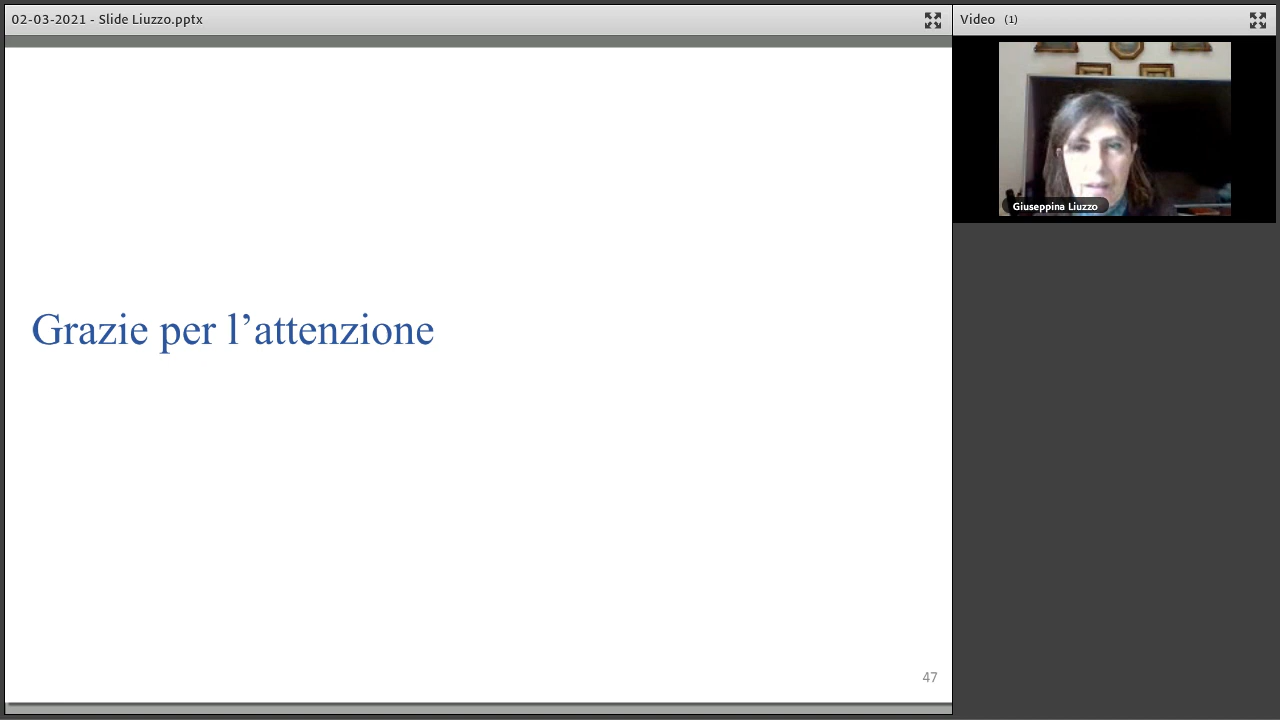 02-03-2021 - Slide Liuzzo.pptx
Video (1)
Giuseppina Liuzzo
Grazie per l’attenzione
47